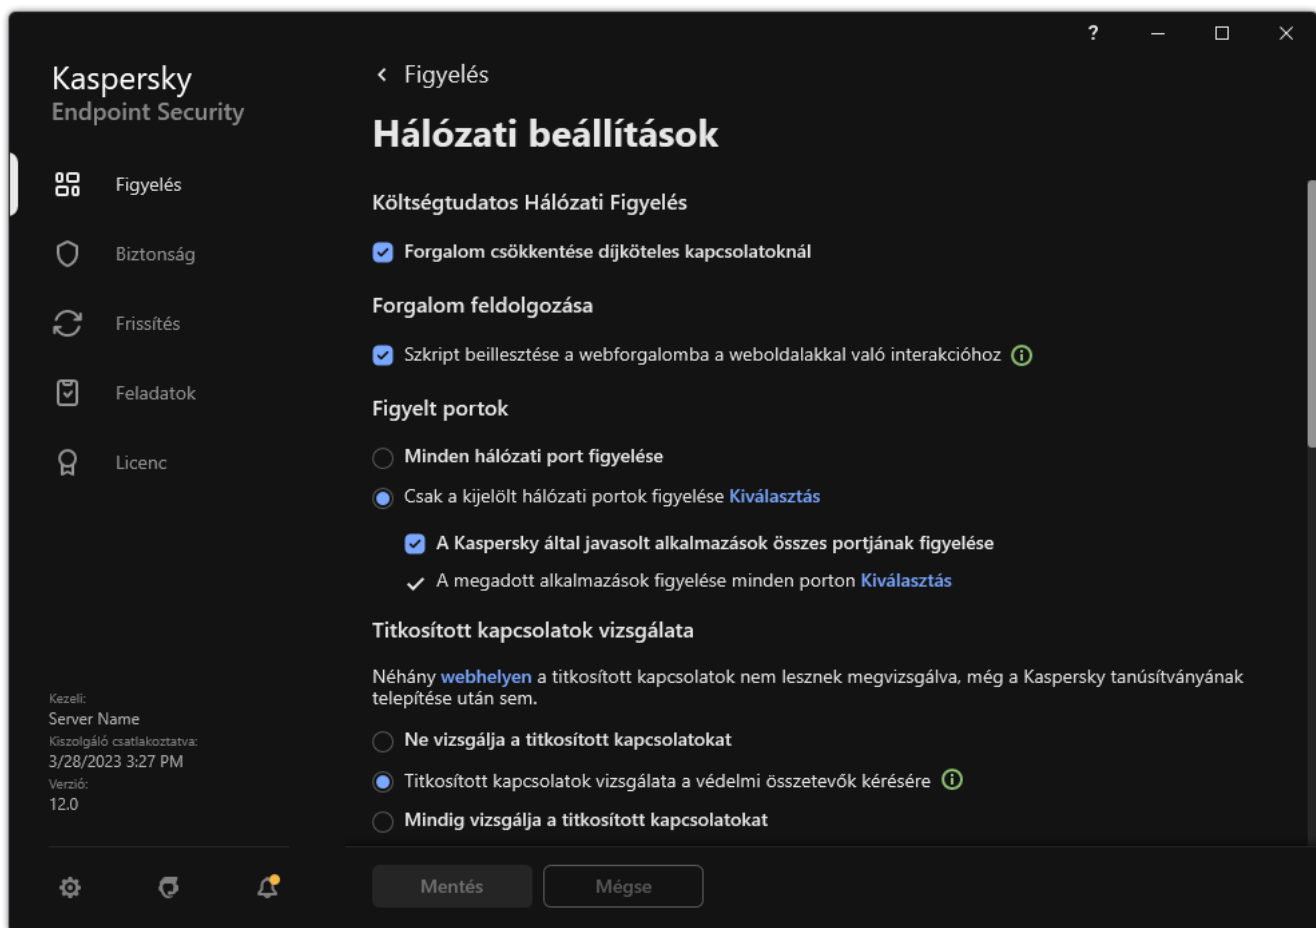 ?
Kaspersky
Endpoint Security
Figyelés
Biztonság
Frissítés
Feladatok
Licenc
Kezeli:
Server Name
Kiszolgáló csatlakoztatva:
3/28/2023 3:27 PM
Verzió:
12.0
Figyelés
Hálózati beállítások
Költségtudatos Hálózati Figyelés
Forgalom csökkentése díjköteles kapcsolatoknál
Forgalom feldolgozása
Szkript beillesztése a webforgalomba a weboldalakkal való interakcióhoz
Figyelt portok
Minden hálózati port figyelése
Csak a kijelölt hálózati portok figyelése Kiválasztás
A Kaspersky által javasolt alkalmazások összes portjának figyelése
A megadott alkalmazások figyelése minden porton Kiválasztás
Titkosított kapcsolatok vizsgálata
Néhány webhelyen a titkosított kapcsolatok nem lesznek megvizsgálva, még a Kaspersky tanúsítványának
telepítése után sem.
Ne vizsgálja a titkosított kapcsolatokat
Titkosított kapcsolatok vizsgálata a védelmi összetevők kérésére
Mindig vizsgálja a titkosított kapcsolatokat
Mentés
Mégse